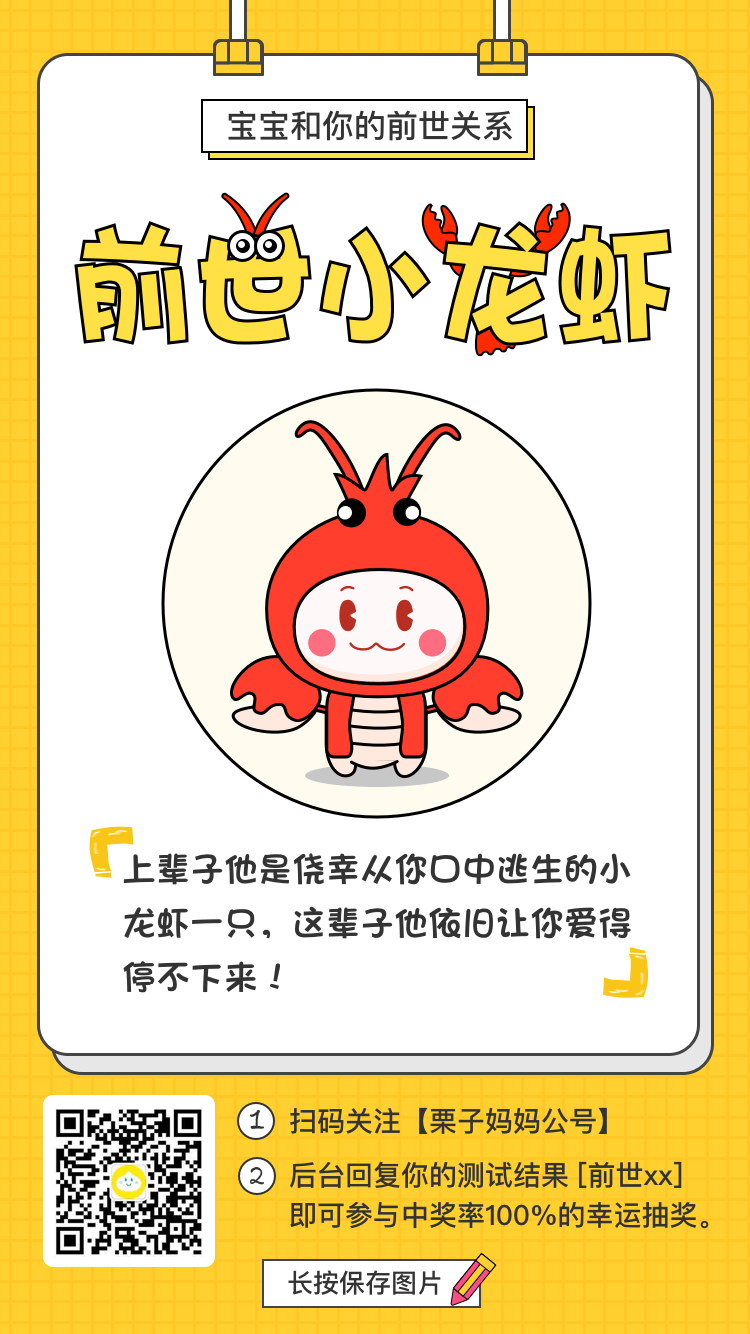 宝宝和你的前世关系
前世小龙虾
上辈子他是侥幸从你口中逃生的小
龙虾一只，这辈子他依旧让你爱得
停不下来！
1 扫码关注【栗子妈妈公号】
2 后台回复你的测试结果［前世xx］
即可参与中奖率100%的幸运抽奖。
长按保存图片